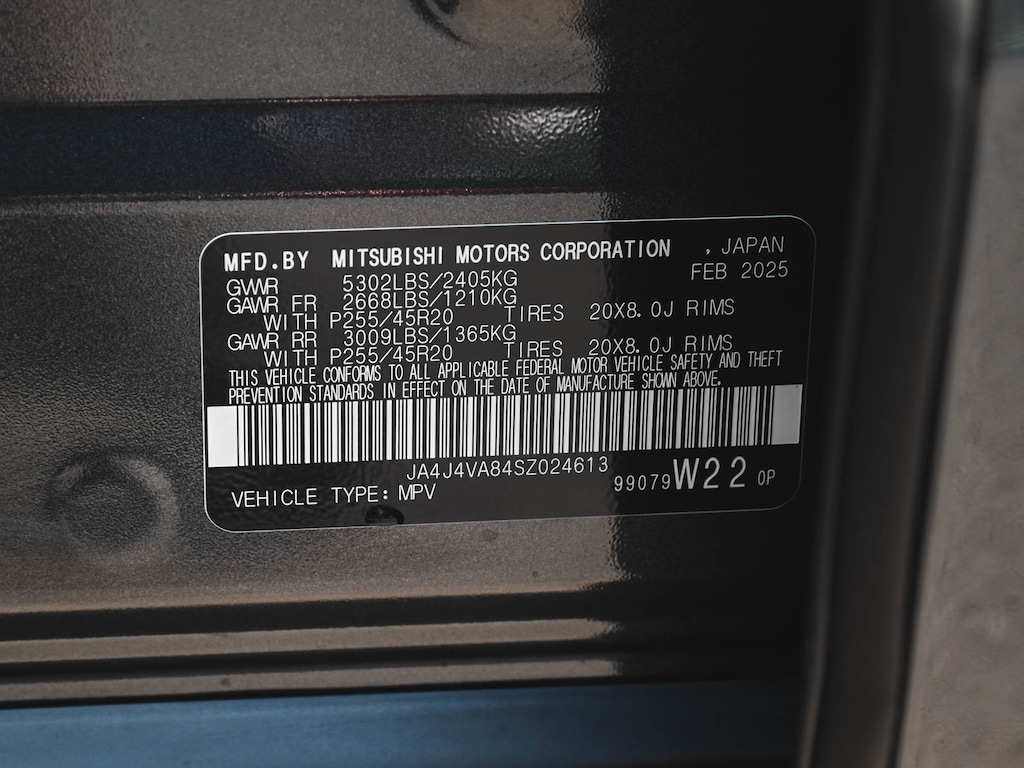 MFD.BY MITSUBISHI MOTORS CORPORATION , JAPAN
FEB 2025
GVWR 5302LBS/2405KG
GAWR FR 2668LBS/1210KG
WITH P255/45R20 TIRES 20X8.0J RIMS
GAWR RR 3009LBS/1365KG
WITH P255/45R20 TIRES 20X8.0J RIMS
THIS VEHICLE CONFORMS TO ALL APPLICABLE FEDERAL MOTOR VEHICLE SAFETY AND THEFT
PREVENTION STANDARDS IN EFFECT ON THE DATE OF MANUFACTURE SHOWN ABOVE.
JA4J4VA84SZ024613
VEHICLE TYPE: MPV 99079 W22 0P